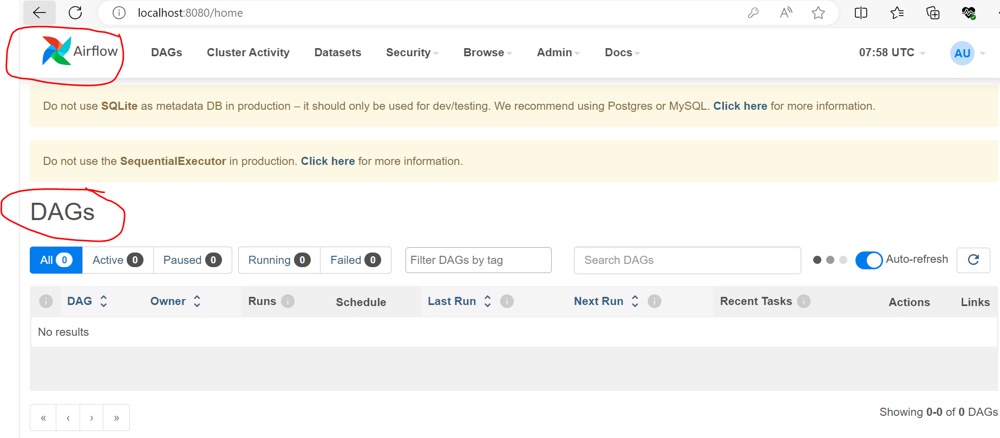 localhost:8080/home
Airflow DAGs Cluster Activity Datasets Security Browse Admin Docs 07:58 UTC AU
Do not use SQLite as metadata DB in production – it should only be used for dev/testing. We recommend using Postgres or MySQL. Click here for more information.
Do not use the SequentialExecutor in production. Click here for more information.
DAGs
All 0 Active 0 Paused 0 Running 0 Failed 0 Filter DAGs by tag Search DAGs Auto-refresh
DAG Owner Runs Schedule Last Run Next Run Recent Tasks Actions Links
No results
« ‹ › » Showing 0-0 of 0 DAGs